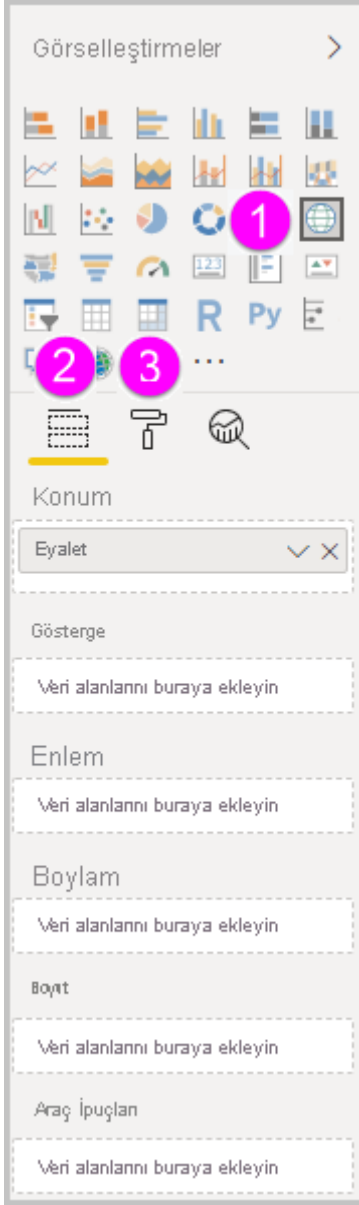 Görselleştirmeler
1
123
R Py
2 3
Konum
Eyalet
Gösterge
Veri alanlarını buraya ekleyin
Enlem
Veri alanlarını buraya ekleyin
Boylam
Veri alanlarını buraya ekleyin
Boyut
Veri alanlarını buraya ekleyin
Araç İpuçları
Veri alanlarını buraya ekleyin